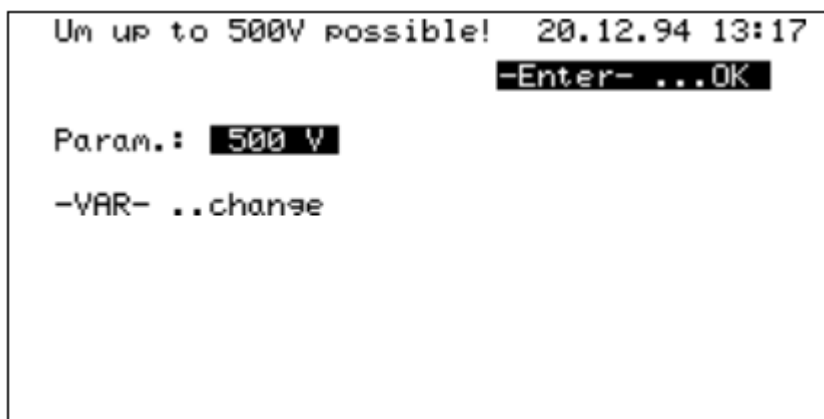 Um up to 500V possible! 20.12.94 13:17
-Enter- ...OK
Param.: 500 V
-VAR- ..change